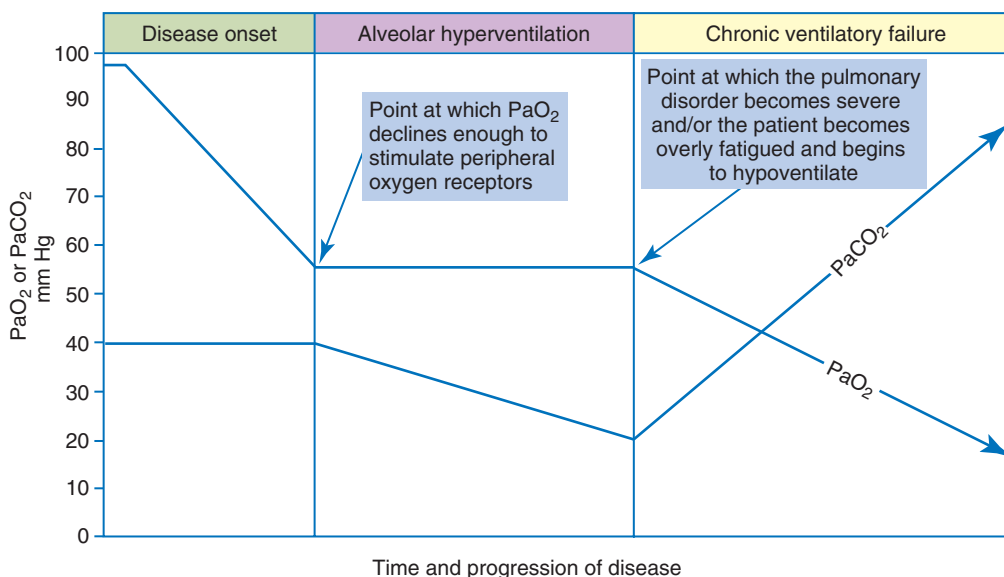 Disease onset
Alveolar hyperventilation
Chronic ventilatory failure
100
90
80
70
60
50
40
30
20
10
0
PaO₂ or PaCO₂
mm Hg
Point at which PaO₂
declines enough to
stimulate peripheral
oxygen receptors
Point at which the pulmonary
disorder becomes severe
and/or the patient becomes
overly fatigued and begins
to hypoventilate
PaCO₂
PaO₂
Time and progression of disease